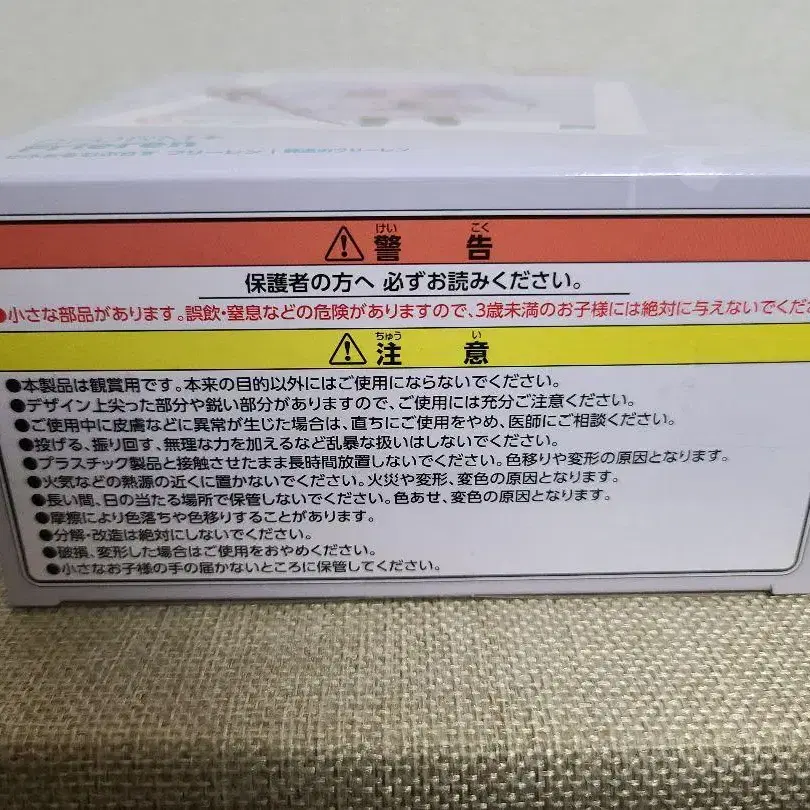 Frieren
フリーレン
けい こく
警告
保護者の方へ 必ずお読みください。
●小さな部品があります。誤飲・窒息などの危険がありますので、3歳未満のお子様には絶対に与えないでくだ
ちゅう い
注意
●本製品は観賞用です。本来の目的以外にはご使用にならないでください。
●デザイン上尖った部分や鋭い部分がありますので、ご使用には充分ご注意ください。
●ご使用中に皮膚などに異常が生じた場合は、直ちにご使用をやめ、医師にご相談ください。
●投げる、振り回す、無理な力を加えるなど乱暴な扱いはしないでください。
●プラスチック製品と接触させたまま長時間放置しないでください。色移りや変形の原因となります。
●火気などの熱源の近くに置かないでください。火災や変形、変色の原因となります。
●長い間、日の当たる場所で保管しないでください。色あせ、変色の原因となります。
●摩擦により色落ちや色移りすることがあります。
●分解・改造は絶対にしないでください。
●破損、変形した場合はご使用をおやめください。
●小さなお子様の手の届かないところに保管してください。